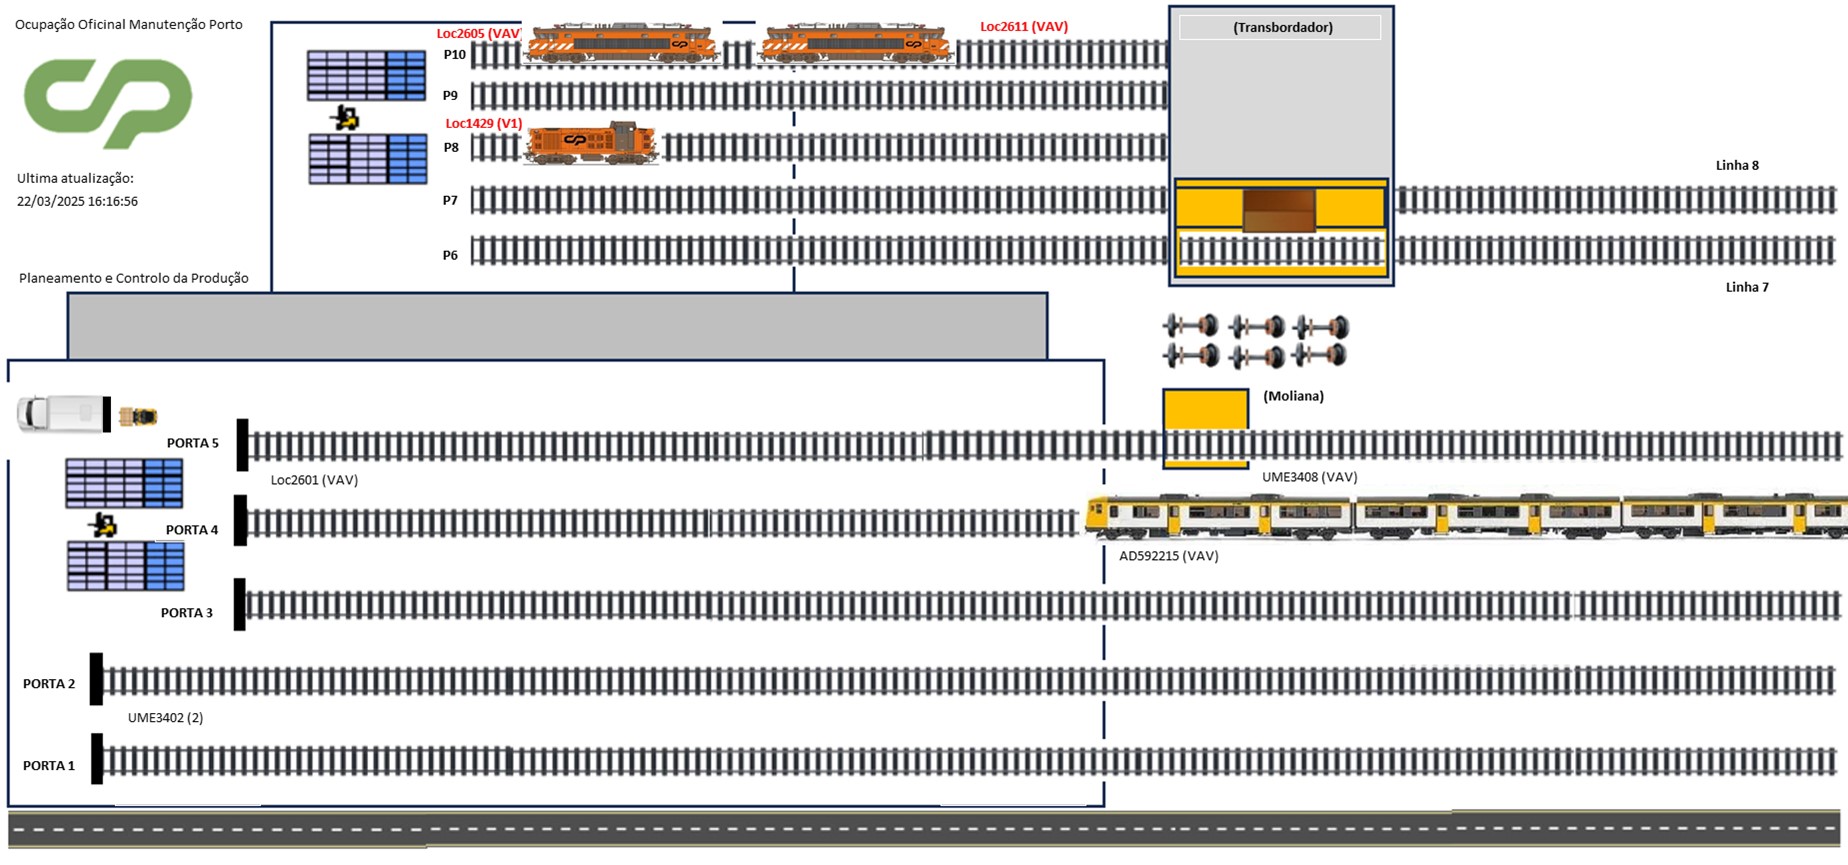 Ocupação Oficinal Manutenção Porto
Loc2605 (VAV)
Loc2611 (VAV)
(Transbordador)
P10
P9
Loc1429 (V1)
P8
Linha 8
Ultima atualização:
22/03/2025 16:16:56
P7
P6
Planeamento e Controlo da Produção
Linha 7
(Moliana)
PORTA 5
Loc2601 (VAV)
UME3408 (VAV)
PORTA 4
AD592215 (VAV)
PORTA 3
PORTA 2
UME3402 (2)
PORTA 1